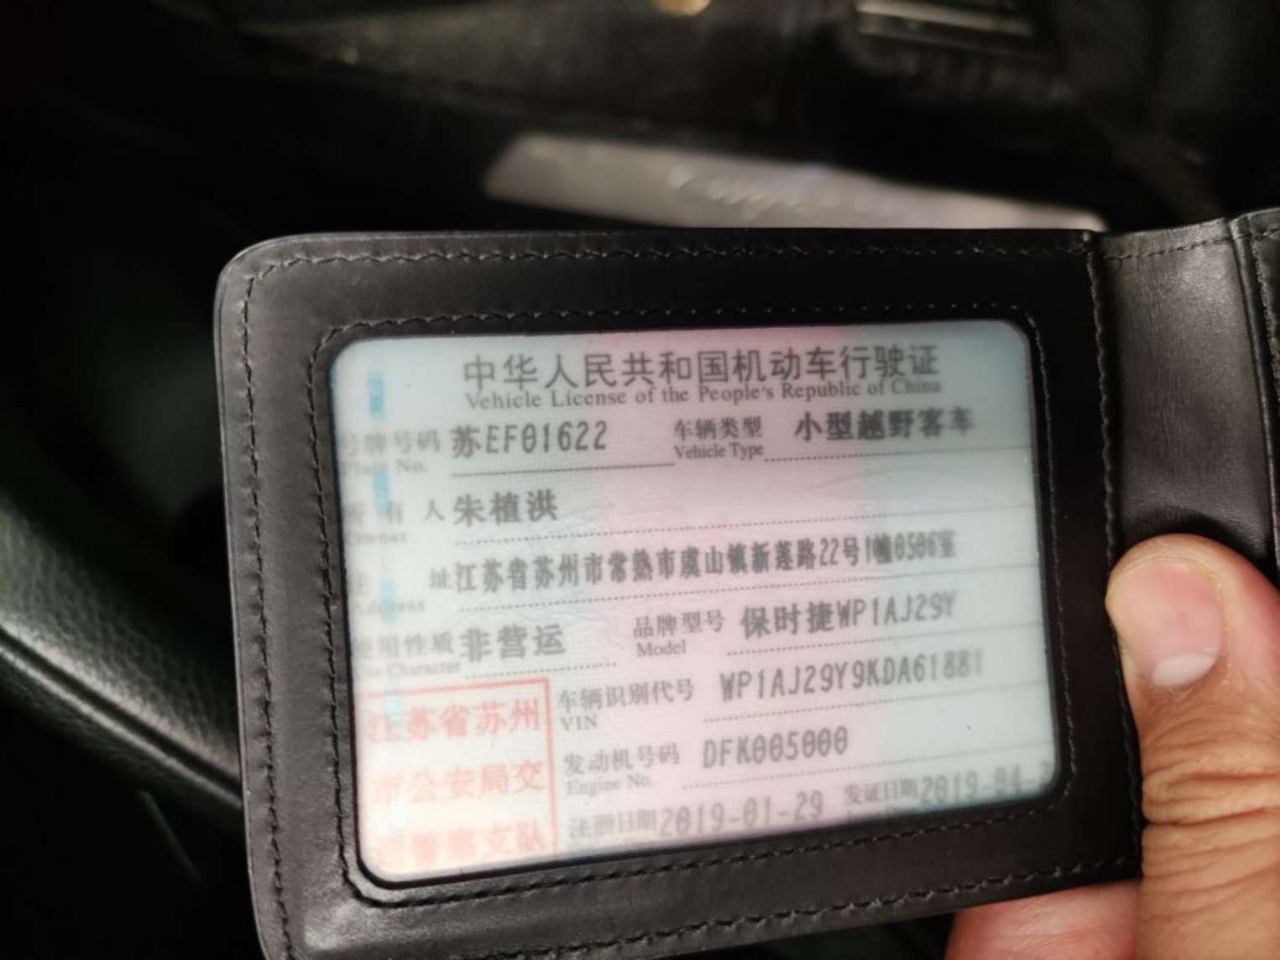 中华人民共和国机动车行驶证
Vehicle License of the People's Republic of China
号牌号码 苏EF01622 车辆类型 小型越野客车
Plate No. Vehicle Type
所有人 朱植洪
Owner
住址 江苏省苏州市常熟市虞山镇新莲路22号1幢0506室
Address
使用性质 非营运 品牌型号 保时捷WP1AJ29Y
Use Character Model
车辆识别代号 WP1AJ29Y9KDA61881
VIN
江苏省苏州
市公安局交
通警察支队
发动机号码 DFK005000
Engine No.
注册日期 2019-01-29 发证日期 2019-04-